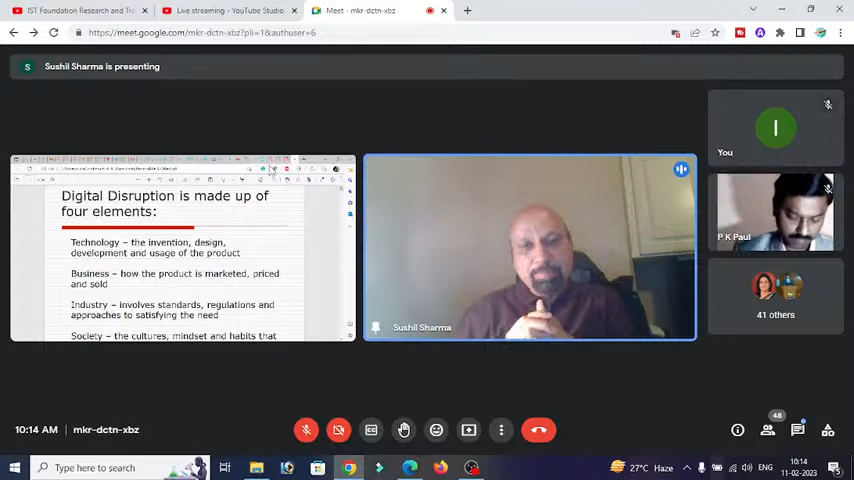 IST Foundation Research and Tra
Live streaming - YouTube Studio
Meet - mkr-dctn-xbz
https://meet.google.com/mkr-dctn-xbz?pli=1&authuser=6
S
Sushil Sharma is presenting
Digital Disruption is made up of
four elements:
Technology – the invention, design,
development and usage of the product
Business – how the product is marketed, priced
and sold
Industry – involves standards, regulations and
approaches to satisfying the need
Society – the cultures, mindset and habits that
Sushil Sharma
I
You
P K Paul
41 others
10:14 AM | mkr-dctn-xbz
48
Type here to search
27°C Haze
ENG
10:14
11-02-2023
5